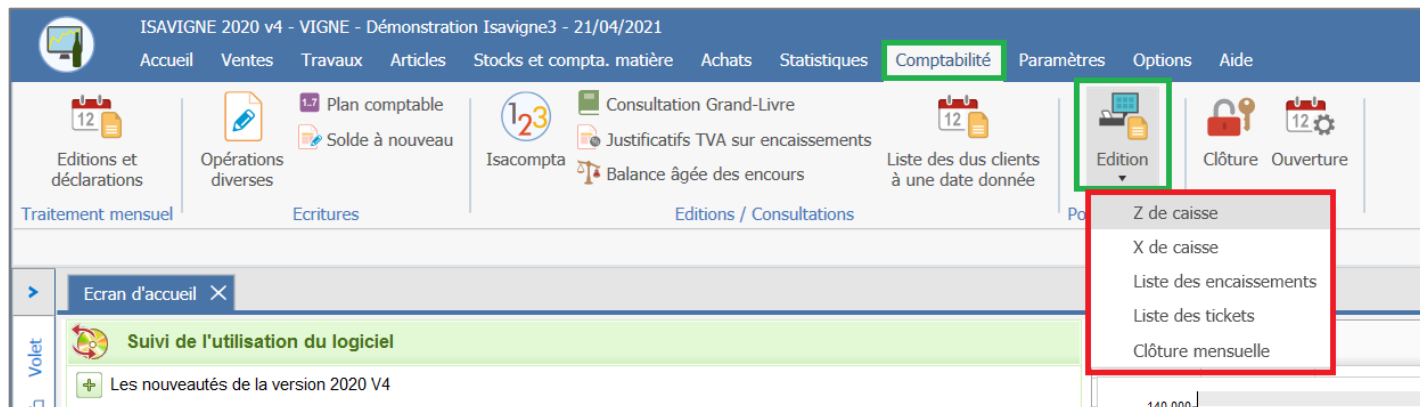 ISAVIGNE 2020 v4 - VIGNE - Démonstration Isavigne3 - 21/04/2021
Accueil Ventes Travaux Articles Stocks et compta. matière Achats Statistiques Comptabilité Paramètres Options Aide
12
Editions et
déclarations
Traitement mensuel
Opérations
diverses
1..7 Plan comptable
Solde à nouveau
Ecritures
123
Isacompta
Consultation Grand-Livre
Justificatifs TVA sur encaissements
Balance âgée des encours
12
Liste des dus clients
à une date donnée
Editions / Consultations
Edition
Clôture
12
Ouverture
Po
Z de caisse
X de caisse
Liste des encaissements
Liste des tickets
Clôture mensuelle
Ecran d'accueil
Volet
Suivi de l'utilisation du logiciel
Les nouveautés de la version 2020 V4